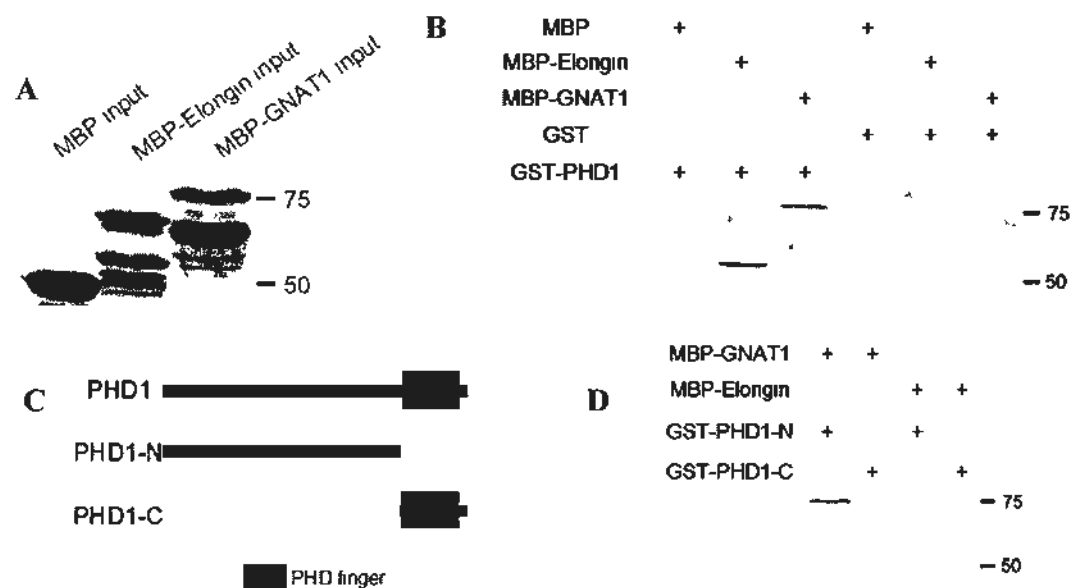 A
MBP input
MBP-Elongin input
MBP-GNAT1 input
75
50
B
MBP + +
MBP-Elongin + +
MBP-GNAT1 + +
GST + + +
GST-PHD1 + + +
75
50
C
PHD1
PHD1-N
PHD1-C
PHD finger
D
MBP-GNAT1 + +
MBP-Elongin + +
GST-PHD1-N + +
GST-PHD1-C + +
75
50